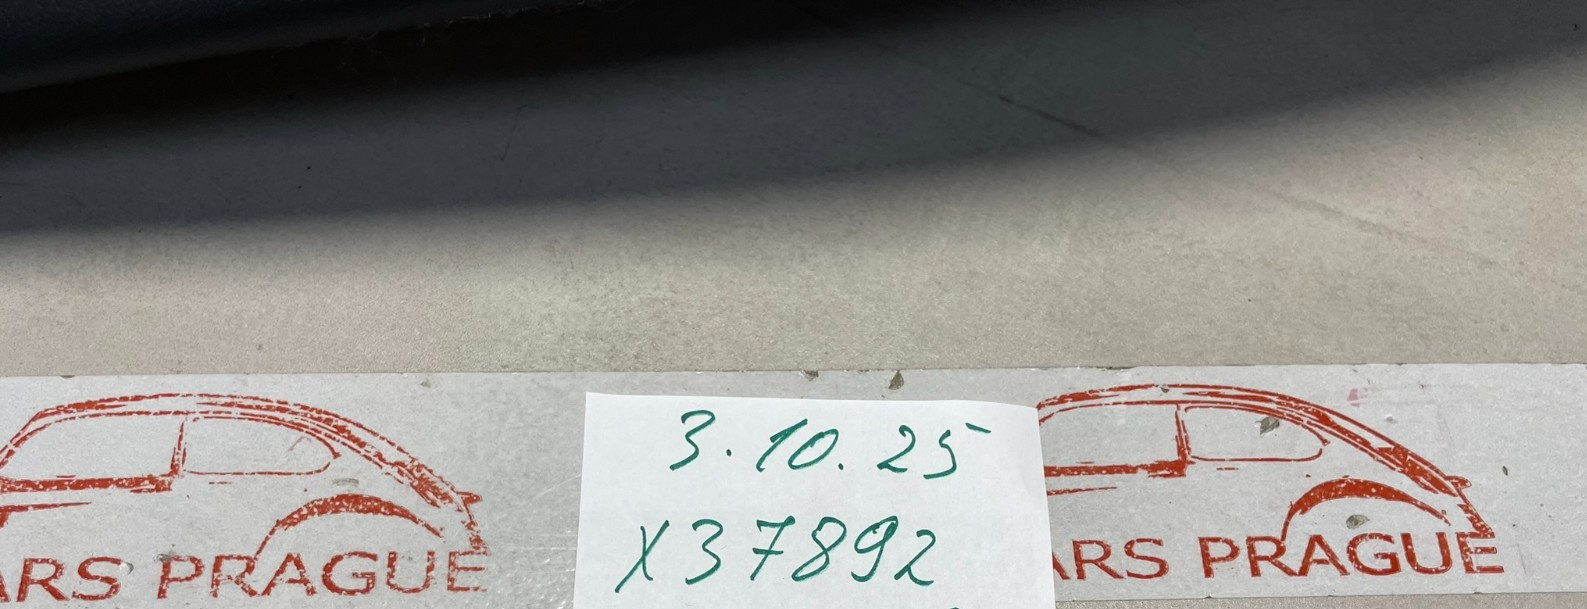 3.10.25
X37892
ARS PRAGUE
ARS PRAGUE